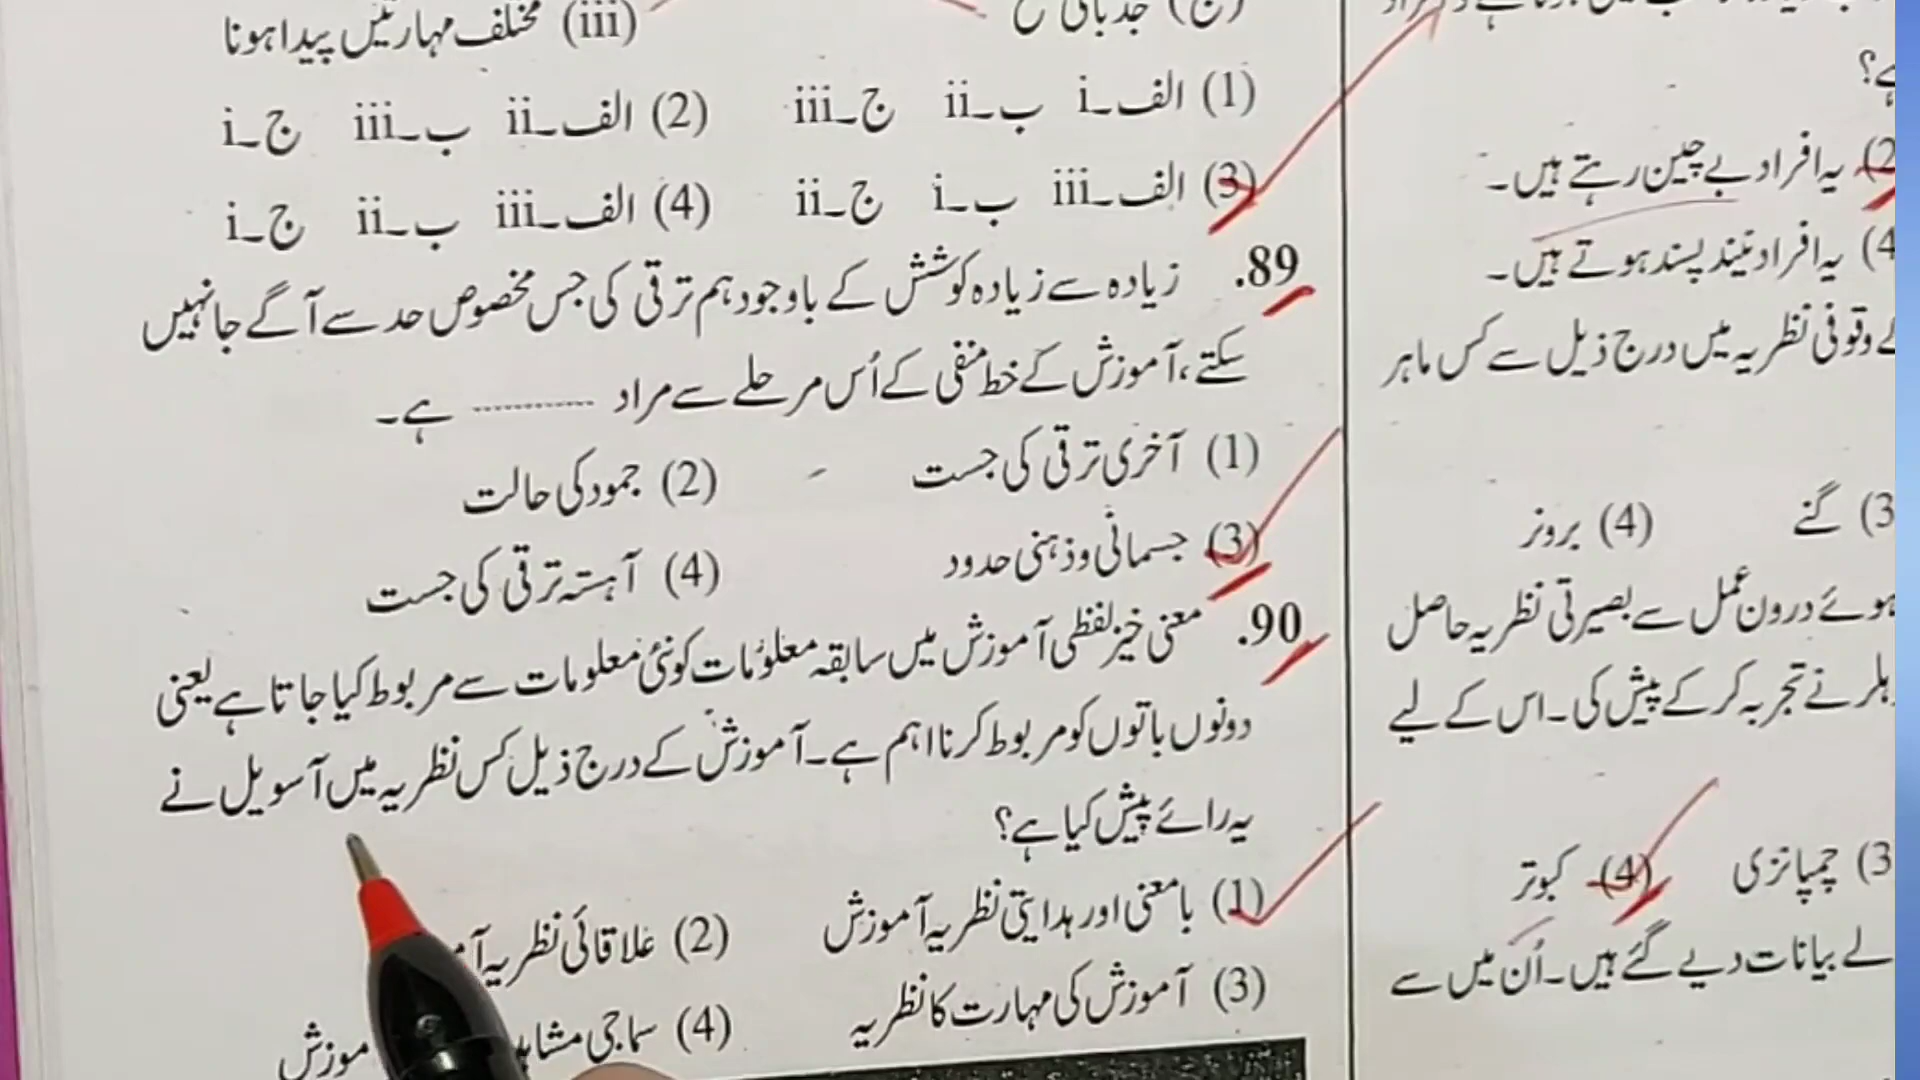 (iii) مختلف مہارتیں پیدا ہونا
(1) الف۔i ب۔ii ج۔iii (2) الف۔ii ب۔iii ج۔i
(3) الف۔iii ب۔i ج۔ii (4) الف۔iii ب۔ii ج۔i
89. زیادہ سے زیادہ کوشش کے باوجود ہم ترقی کی جس مخصوص حد سے آگے جا نہیں
سکتے، آموزش کے خط منفی کے اُس مرحلے سے مراد ............ ہے۔
(1) آخری ترقی کی جست (2) جمود کی حالت
(3) جسمانی و ذہنی حدود (4) آہستہ ترقی کی جست
90. معنی خیز لفظی آموزش میں سابقہ معلومات کو نئی معلومات سے مربوط کیا جاتا ہے یعنی
دونوں باتوں کو مربوط کرنا اہم ہے۔ آموزش کے درج ذیل کس نظریہ میں آسوبل نے
یہ رائے پیش کیا ہے؟
(1) بامعنی اور ہدایتی نظریہ آموزش (2) علاقائی نظریہ
(3) آموزش کی مہارت کا نظریہ (4) سماجی
ہے؟
(2) یہ افراد بے چین رہتے ہیں۔
(4) یہ افراد نیند پسند ہوتے ہیں۔
وقوفی نظریہ میں درج ذیل سے کس ماہر
(3) گنے (4) بروز
ہوئے درون عمل سے بصیرتی نظریہ حاصل
نے تجربہ کر کے پیش کی۔ اس کے لیے
(3) چمپانزی (4) کبوتر
بیانات دیے گئے ہیں۔ اُن میں سے